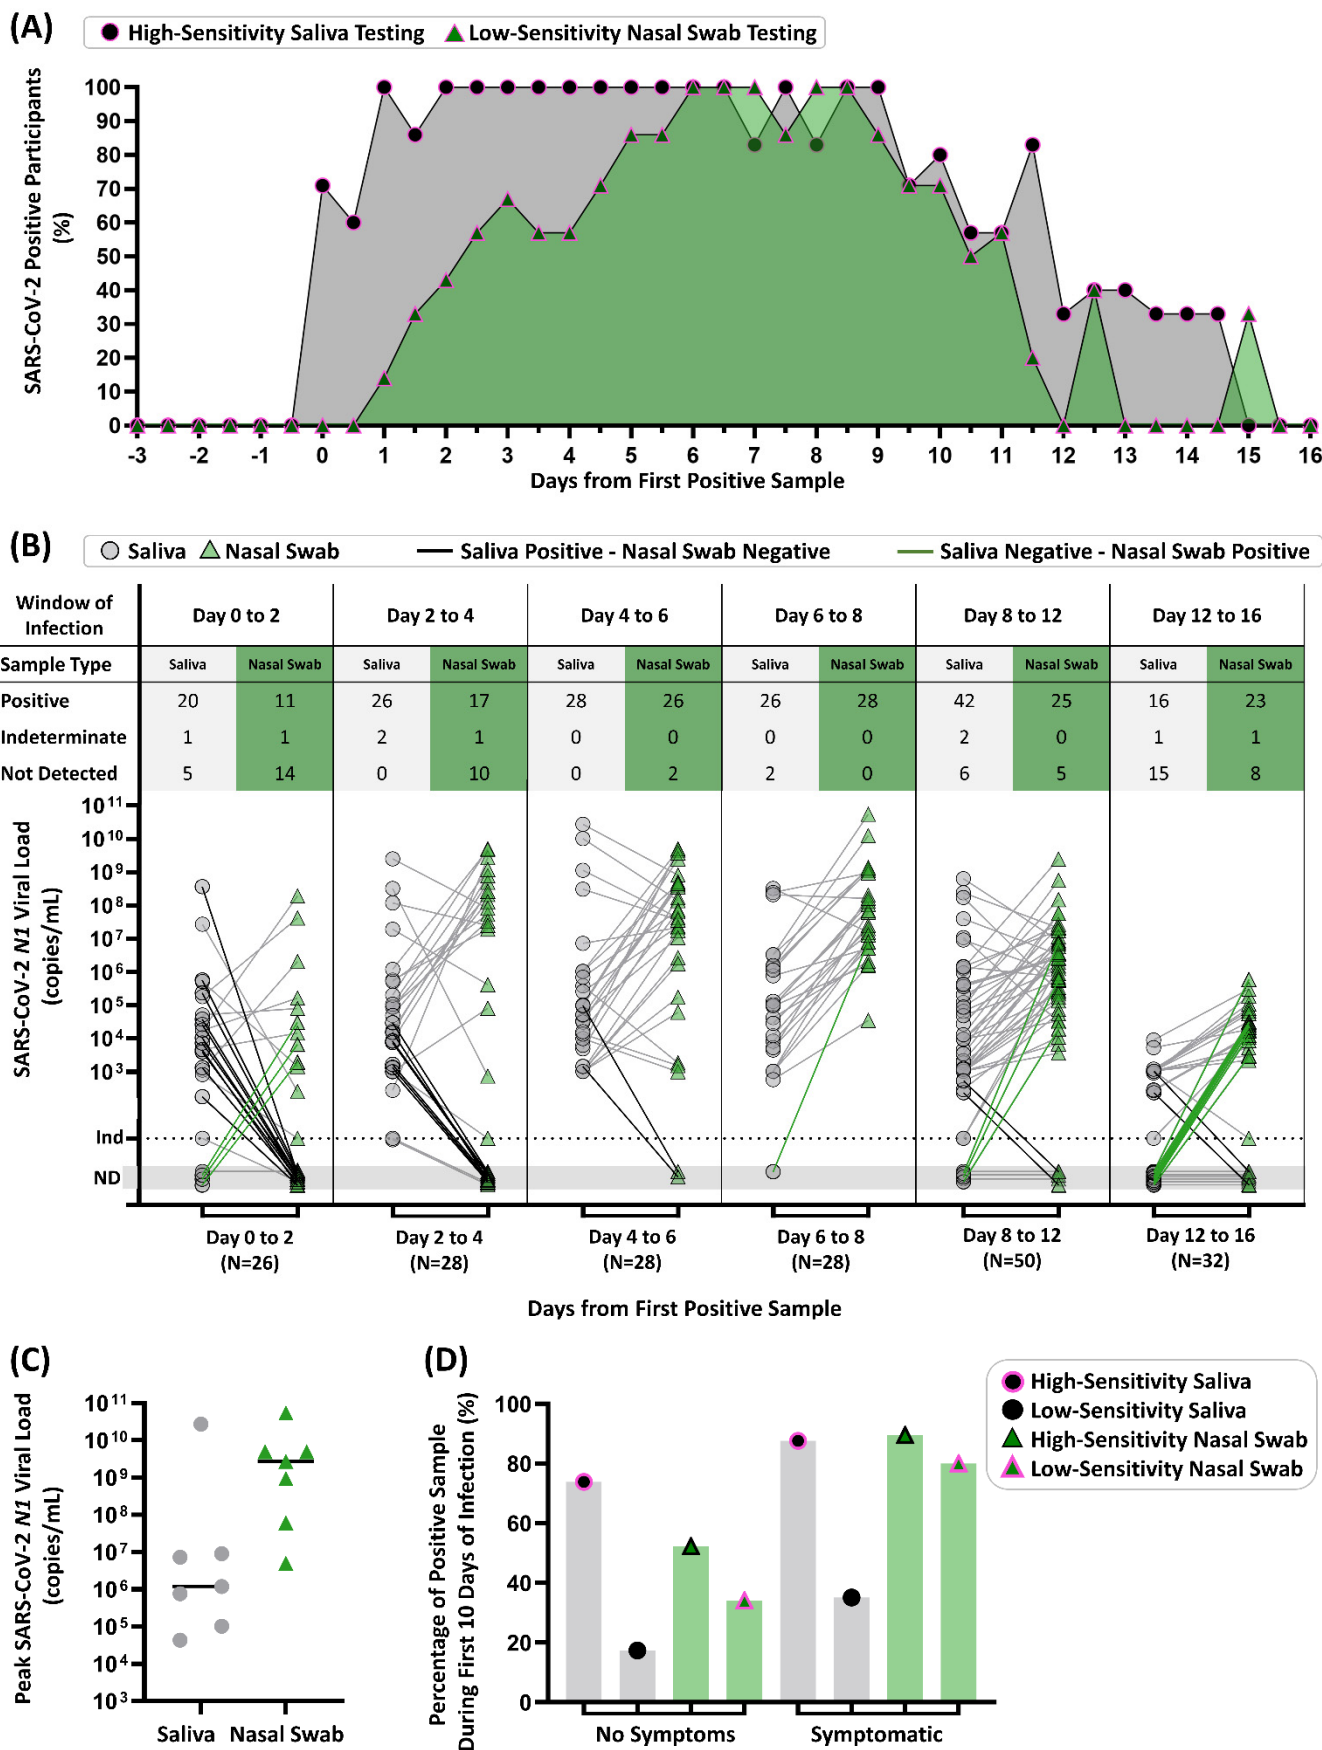 (A)
High-Sensitivity Saliva Testing Low-Sensitivity Nasal Swab Testing
SARS-CoV-2 Positive Participants
(%)
100
90
80
70
60
50
40
30
20
10
0
-3 -2 -1 0 1 2 3 4 5 6 7 8 9 10 11 12 13 14 15 16
Days from First Positive Sample
(B)
Saliva Nasal Swab Saliva Positive - Nasal Swab Negative Saliva Negative - Nasal Swab Positive
Window of
Infection
Day 0 to 2 Day 2 to 4 Day 4 to 6 Day 6 to 8 Day 8 to 12 Day 12 to 16
Sample Type Saliva Nasal Swab Saliva Nasal Swab Saliva Nasal Swab Saliva Nasal Swab Saliva Nasal Swab Saliva Nasal Swab
Positive 20 11 26 17 28 26 26 28 42 25 16 23
Indeterminate 1 1 2 1 0 0 0 0 2 0 1 1
Not Detected 5 14 0 10 0 2 2 0 6 5 15 8
SARS-CoV-2 N1 Viral Load
(copies/mL)
10¹¹
10¹⁰
10⁹
10⁸
10⁷
10⁶
10⁵
10⁴
10³
Ind
ND
Day 0 to 2 Day 2 to 4 Day 4 to 6 Day 6 to 8 Day 8 to 12 Day 12 to 16
(N=26) (N=28) (N=28) (N=28) (N=50) (N=32)
Days from First Positive Sample
(C)
Peak SARS-CoV-2 N1 Viral Load
(copies/mL)
10¹¹
10¹⁰
10⁹
10⁸
10⁷
10⁶
10⁵
10⁴
10³
Saliva Nasal Swab
(D)
Percentage of Positive Sample
During First 10 Days of Infection (%)
100
80
60
40
20
0
No Symptoms Symptomatic
High-Sensitivity Saliva
Low-Sensitivity Saliva
High-Sensitivity Nasal Swab
Low-Sensitivity Nasal Swab